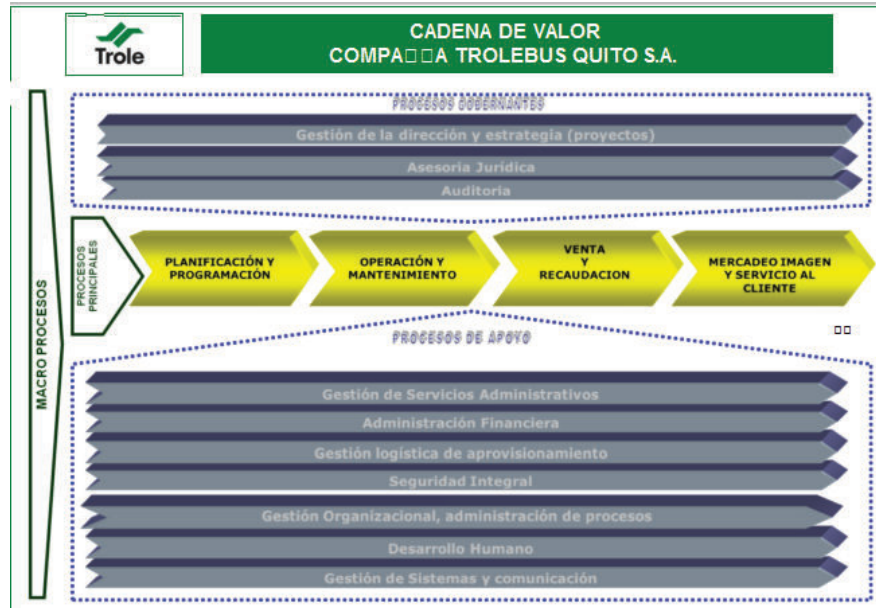 Trole
CADENA DE VALOR
COMPA□□A TROLEBUS QUITO S.A.
MACRO PROCESOS
PROCESOS GOBERNANTES
Gestión de la dirección y estrategia (proyectos)
Asesoria Jurídica
Auditoria
PROCESOS
PRINCIPALES
PLANIFICACIÓN Y
PROGRAMACIÓN
OPERACIÓN Y
MANTENIMIENTO
VENTA
Y
RECAUDACION
MERCADEO IMAGEN
Y SERVICIO AL
CLIENTE
□□
PROCESOS DE APOYO
Gestión de Servicios Administrativos
Administración Financiera
Gestión logística de aprovisionamiento
Seguridad Integral
Gestión Organizacional, administración de procesos
Desarrollo Humano
Gestión de Sistemas y comunicación